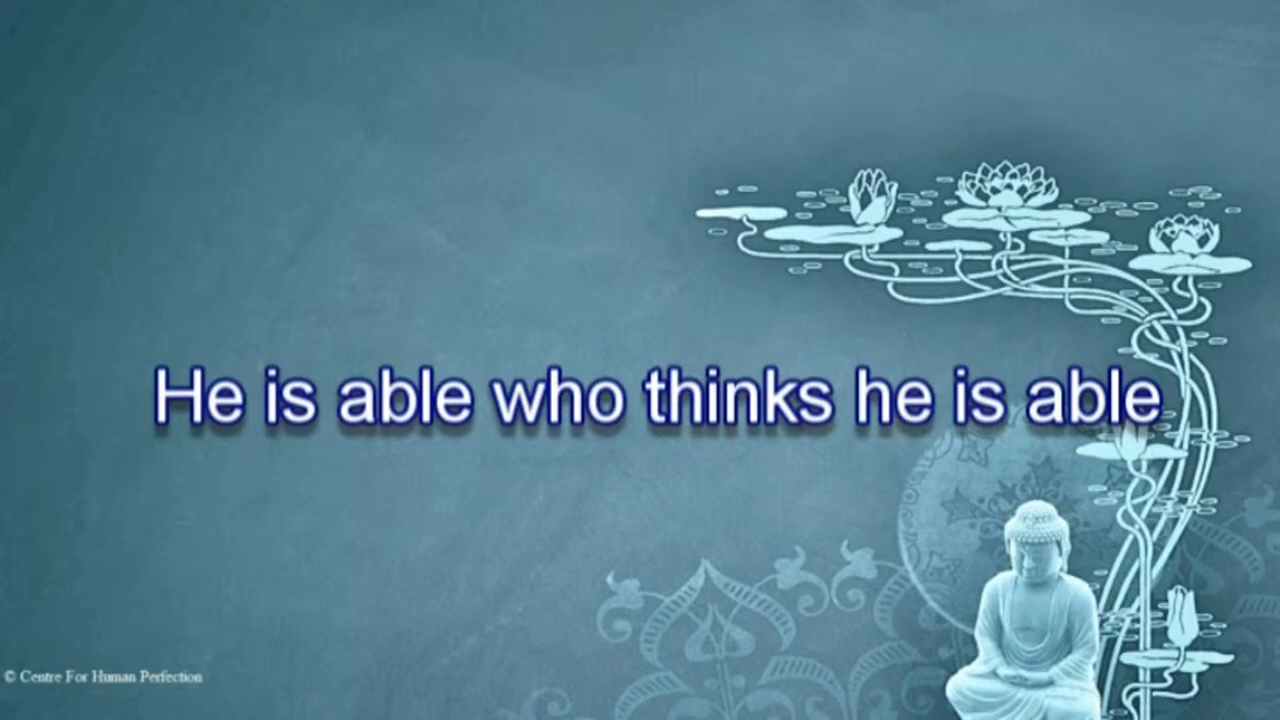 He is able who thinks he is able
© Centre For Human Perfection